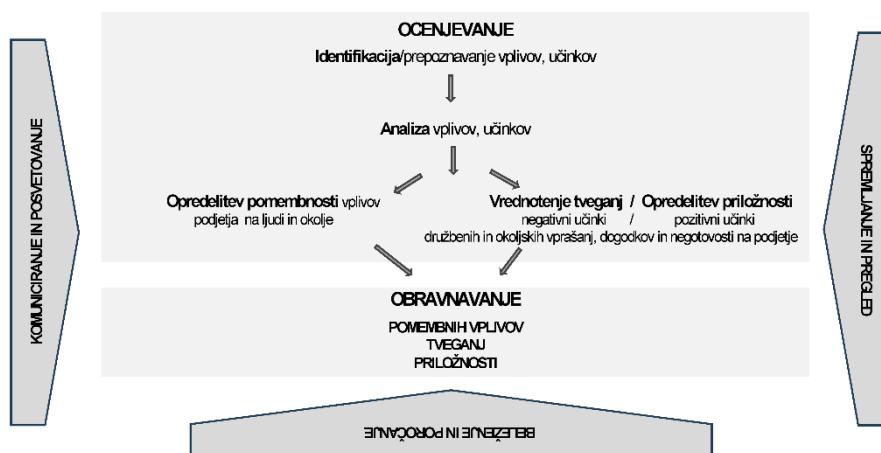 OCENJEVANJE
Identifikacija/prepoznavanje vplivov, učinkov
Analiza vplivov, učinkov
Opredelitev pomembnosti vplivov
podjetja na ljudi in okolje
Vrednotenje tveganj / Opredelitev priložnosti
negativni učinki / pozitivni učinki
družbenih in okoljskih vprašanj, dogodkov in negotovosti na podjetje
OBRAVNAVANJE
POMEMBNIH VPLIVOV
TVEGANJ
PRILOŽNOSTI
KOMUNICIRANJE IN POSVETOVANJE
SPREMLJANJE IN PREGLED
BELEŽENJE IN POROČANJE